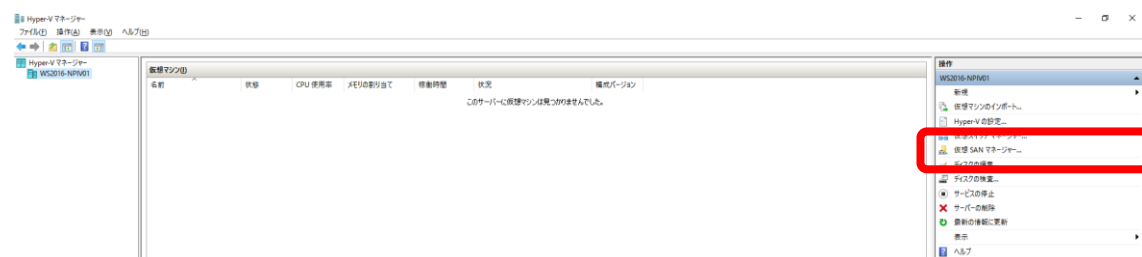 Hyper-V マネージャー
ファイル(F) 操作(A) 表示(V) ヘルプ(H)
Hyper-V マネージャー
WS2016-NPIV01
仮想マシン(I)
名前 状態 CPU 使用率 メモリの割り当て 稼働時間 状況 構成バージョン
このサーバーに仮想マシンは見つかりませんでした。
操作
WS2016-NPIV01
新規
仮想マシンのインポート...
Hyper-V の設定...
仮想 SAN マネージャー...
ディスクの検査...
サービスの停止
サーバーの削除
最新の情報に更新
表示
ヘルプ